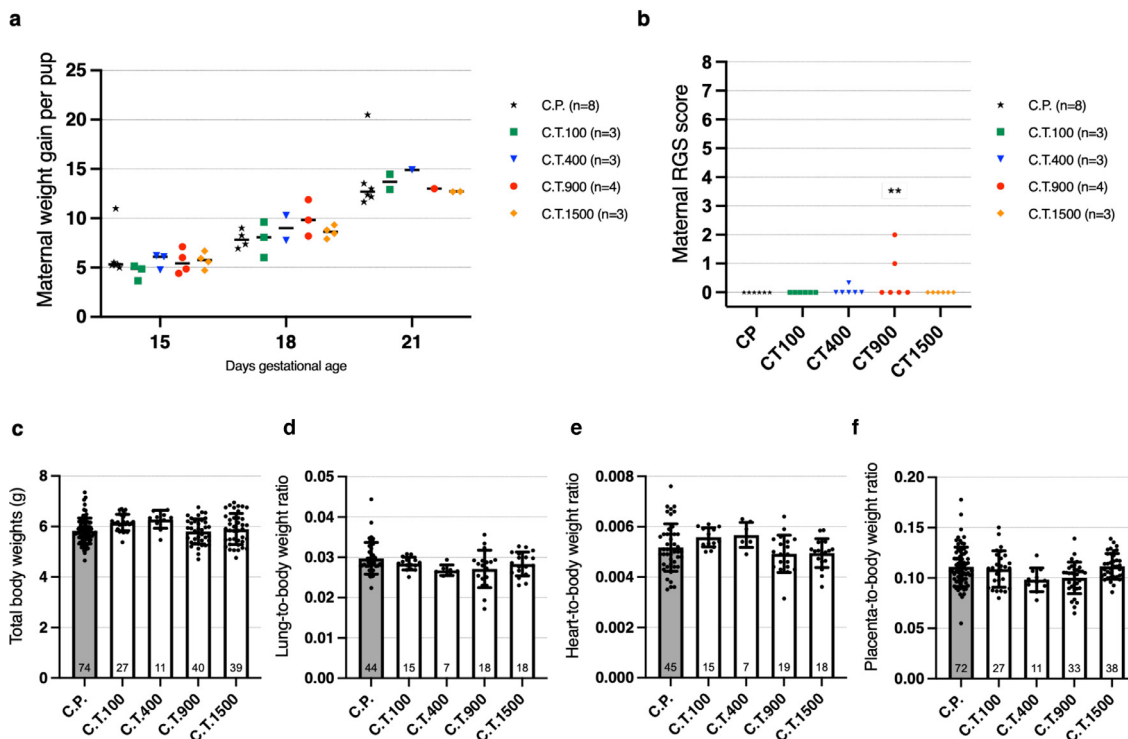 a
Maternal weight gain per pup
25
20
15
10
5
0
15
18
21
Days gestational age
C.P. (n=8)
C.T.100 (n=3)
C.T.400 (n=3)
C.T.900 (n=4)
C.T.1500 (n=3)
b
Maternal RGS score
8
7
6
5
4
3
2
1
0
**
CP
CT100
CT400
CT900
CT1500
C.P. (n=8)
C.T.100 (n=3)
C.T.400 (n=3)
C.T.900 (n=4)
C.T.1500 (n=3)
c
Total body weights (g)
8
6
4
2
0
74
27
11
40
39
C.P.
C.T.100
C.T.400
C.T.900
C.T.1500
d
Lung-to-body weight ratio
0.05
0.04
0.03
0.02
0.01
0.00
44
15
7
18
18
C.P.
C.T.100
C.T.400
C.T.900
C.T.1500
e
Heart-to-body weight ratio
0.008
0.006
0.004
0.002
0.000
45
15
7
19
18
C.P.
C.T.100
C.T.400
C.T.900
C.T.1500
f
Placenta-to-body weight ratio
0.20
0.15
0.10
0.05
0.00
72
27
11
33
38
C.P.
C.T.100
C.T.400
C.T.900
C.T.1500